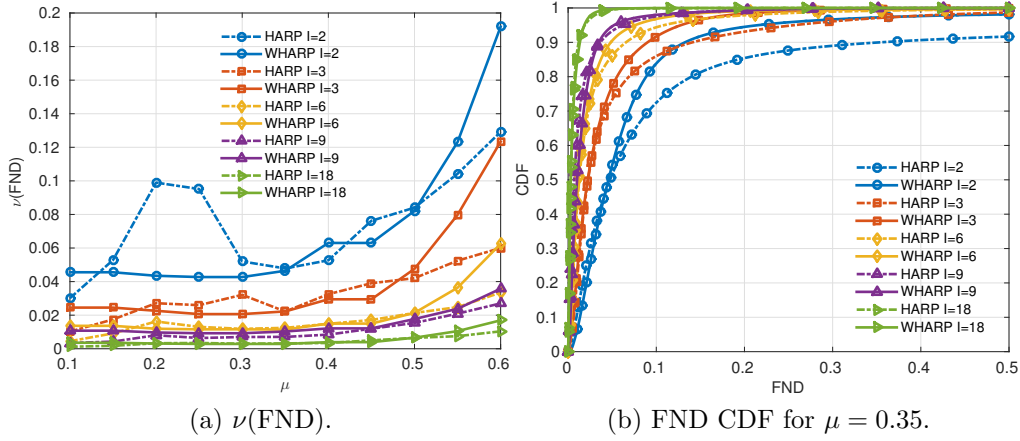 0.2
0.18
0.16
0.14
0.12
0.1
0.08
0.06
0.04
0.02
0
ν(FND)
HARP I=2
WHARP I=2
HARP I=3
WHARP I=3
HARP I=6
WHARP I=6
HARP I=9
WHARP I=9
HARP I=18
WHARP I=18
0.1 0.2 0.3 0.4 0.5 0.6
μ
(a) ν(FND).
1
0.9
0.8
0.7
0.6
0.5
0.4
0.3
0.2
0.1
0
CDF
HARP I=2
WHARP I=2
HARP I=3
WHARP I=3
HARP I=6
WHARP I=6
HARP I=9
WHARP I=9
HARP I=18
WHARP I=18
0 0.1 0.2 0.3 0.4 0.5
FND
(b) FND CDF for μ = 0.35.